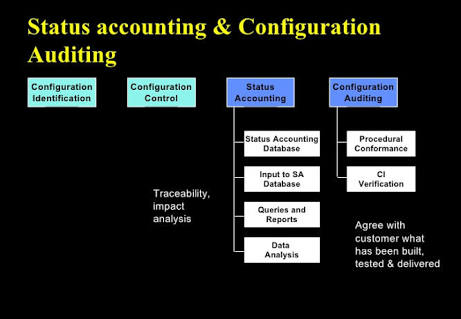 Status accounting & Configuration
Auditing
Configuration
Identification
Configuration
Control
Status
Accounting
Configuration
Auditing
Status Accounting
Database
Input to SA
Database
Queries and
Reports
Data
Analysis
Procedural
Conformance
CI
Verification
Traceability,
impact
analysis
Agree with
customer what
has been built,
tested & delivered